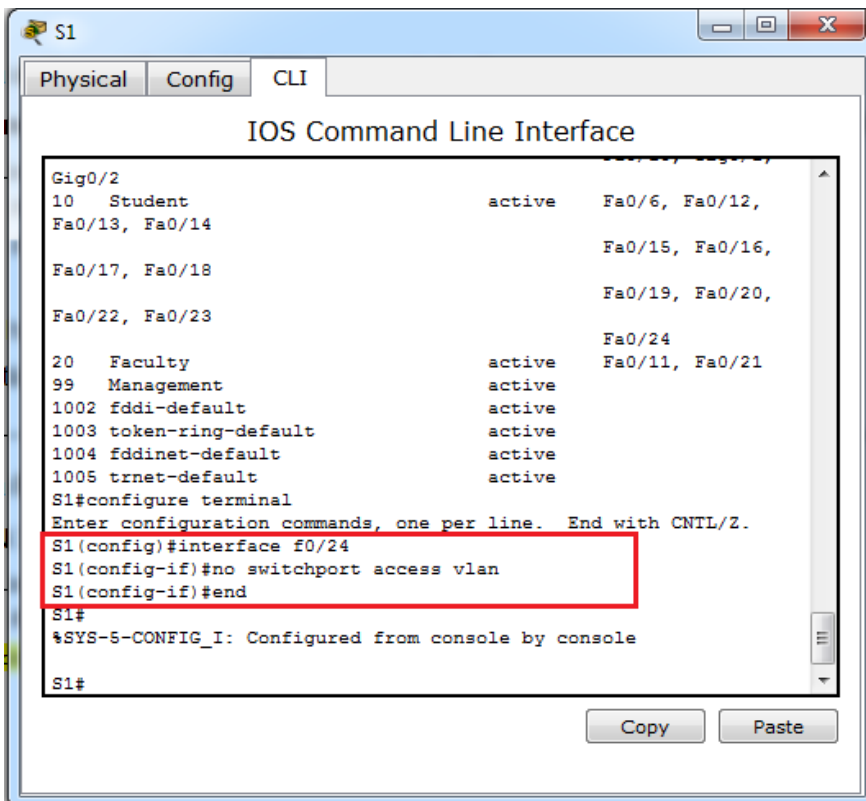 S1
Physical Config CLI
IOS Command Line Interface
Gig0/2
10 Student active Fa0/6, Fa0/12,
Fa0/13, Fa0/14
Fa0/15, Fa0/16,
Fa0/17, Fa0/18
Fa0/19, Fa0/20,
Fa0/22, Fa0/23
Fa0/24
20 Faculty active Fa0/11, Fa0/21
99 Management active
1002 fddi-default active
1003 token-ring-default active
1004 fddinet-default active
1005 trnet-default active
S1#configure terminal
Enter configuration commands, one per line. End with CNTL/Z.
S1(config)#interface f0/24
S1(config-if)#no switchport access vlan
S1(config-if)#end
S1#
%SYS-5-CONFIG_I: Configured from console by console
S1#
Copy Paste